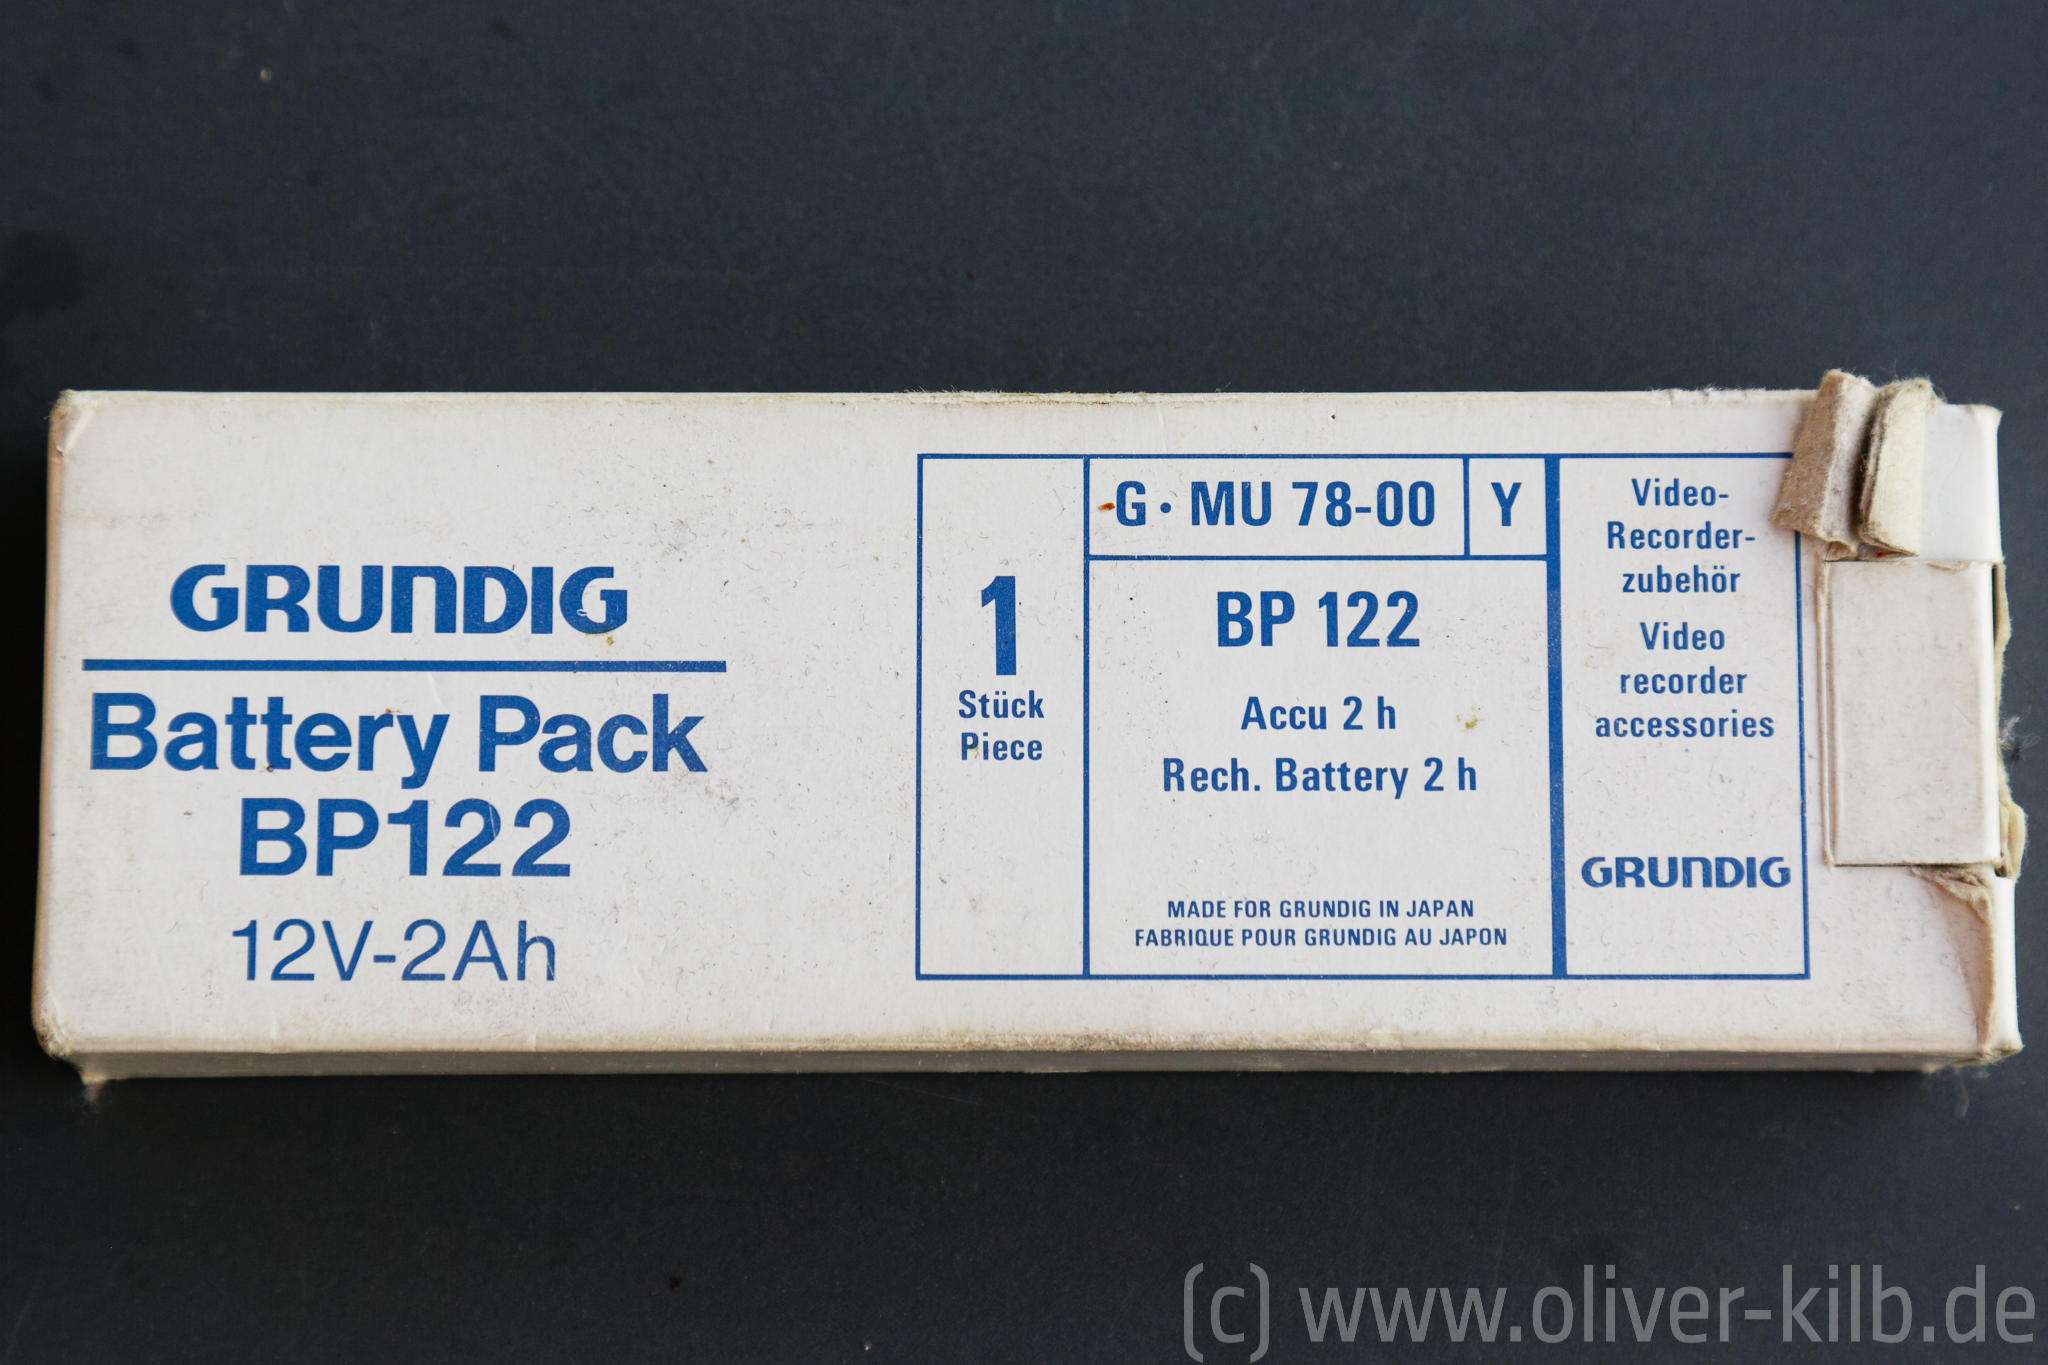 GRUNDIG
Battery Pack
BP122
12V-2Ah
1
Stück
Piece
G · MU 78-00
Y
BP 122
Accu 2 h
Rech. Battery 2 h
MADE FOR GRUNDIG IN JAPAN
FABRIQUE POUR GRUNDIG AU JAPON
Video-
Recorder-
zubehör
Video
recorder
accessories
GRUNDIG
(c) www.oliver-kilb.de